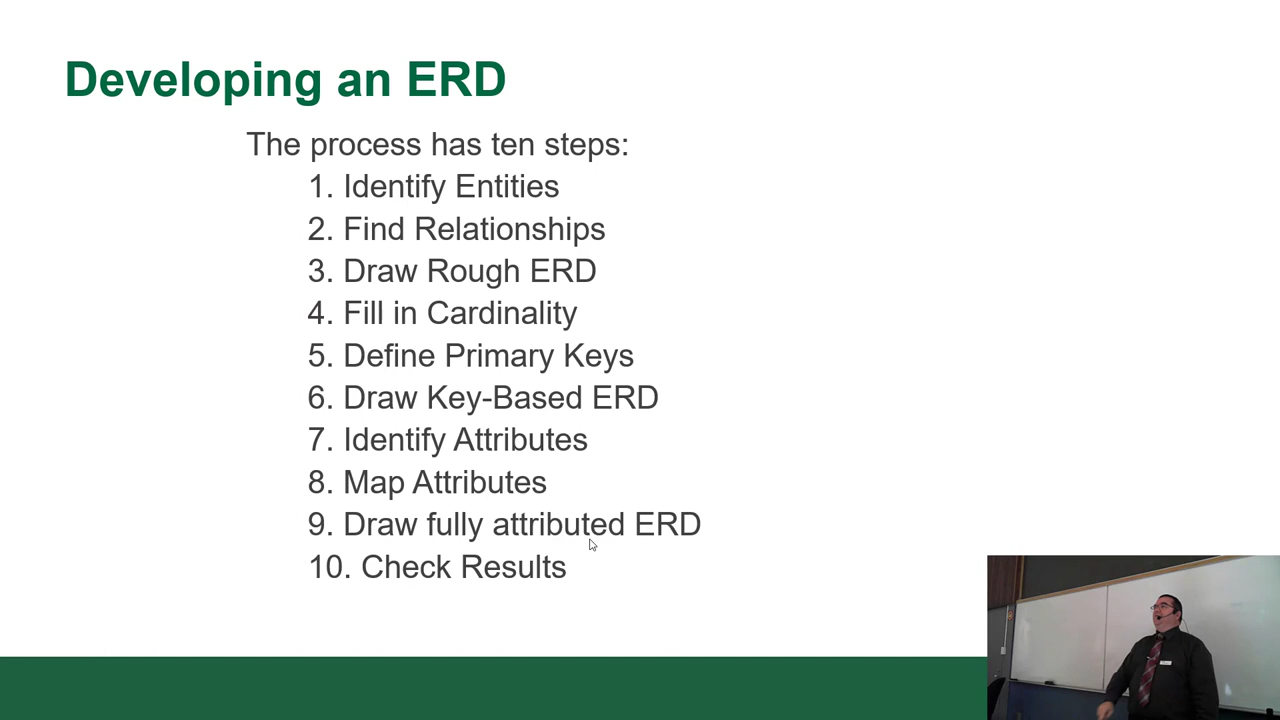 Developing an ERD
The process has ten steps:
1. Identify Entities
2. Find Relationships
3. Draw Rough ERD
4. Fill in Cardinality
5. Define Primary Keys
6. Draw Key-Based ERD
7. Identify Attributes
8. Map Attributes
9. Draw fully attributed ERD
10. Check Results